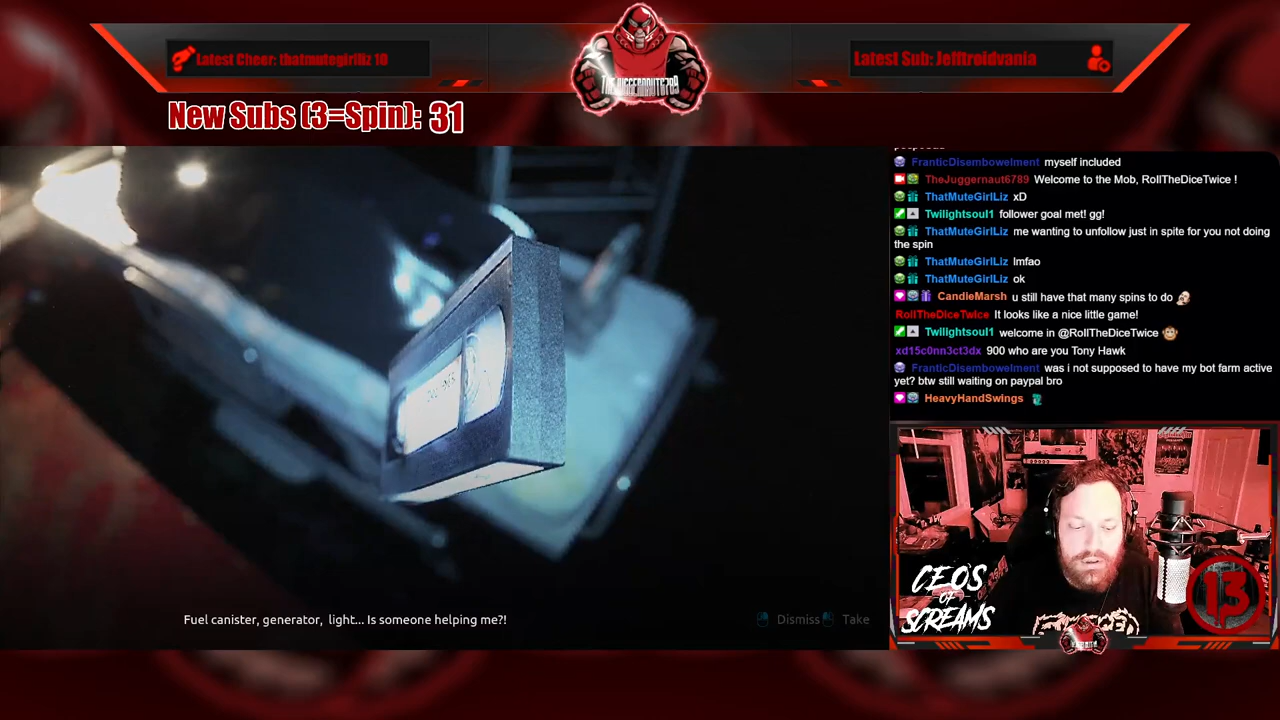 Latest Cheer: thatmutegirlliz 10
THEJUGGERNAUT6789
Latest Sub: Jefftroidvania
New Subs (3=Spin): 31
FranticDisembowelment myself included
TheJuggernaut6789 Welcome to the Mob, RollTheDiceTwice !
ThatMuteGirlLiz xD
Twilightsoul1 follower goal met! gg!
ThatMuteGirlLiz me wanting to unfollow just in spite for you not doing
the spin
ThatMuteGirlLiz lmfao
ThatMuteGirlLiz ok
CandieMarsh u still have that many spins to do
RollTheDiceTwice It looks like a nice little game!
Twilightsoul1 welcome in @RollTheDiceTwice
xd15c0nn3ct3dx 900 who are you Tony Hawk
FranticDisembowelment was i not supposed to have my bot farm active
yet? btw still waiting on paypal bro
HeavyHandSwings
CEOS
OF
SCREAMS
13
Fuel canister, generator, light... Is someone helping me?!
Dismiss Take